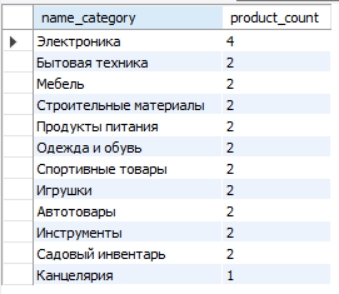 name_category product_count
Электроника 4
Бытовая техника 2
Мебель 2
Строительные материалы 2
Продукты питания 2
Одежда и обувь 2
Спортивные товары 2
Игрушки 2
Автотовары 2
Инструменты 2
Садовый инвентарь 2
Канцелярия 1